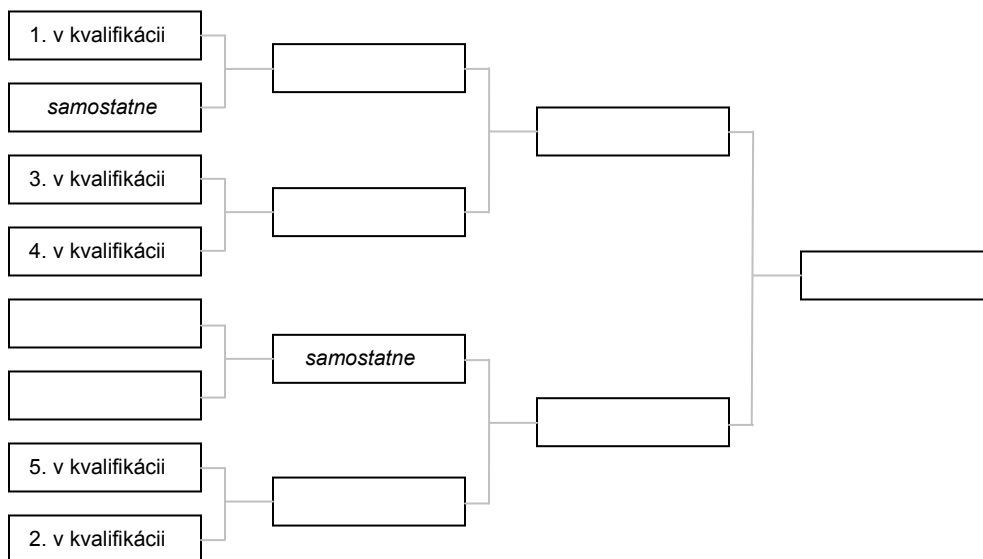 1. v kvalifikácii
samostatne
3. v kvalifikácii
4. v kvalifikácii
samostatne
5. v kvalifikácii
2. v kvalifikácii